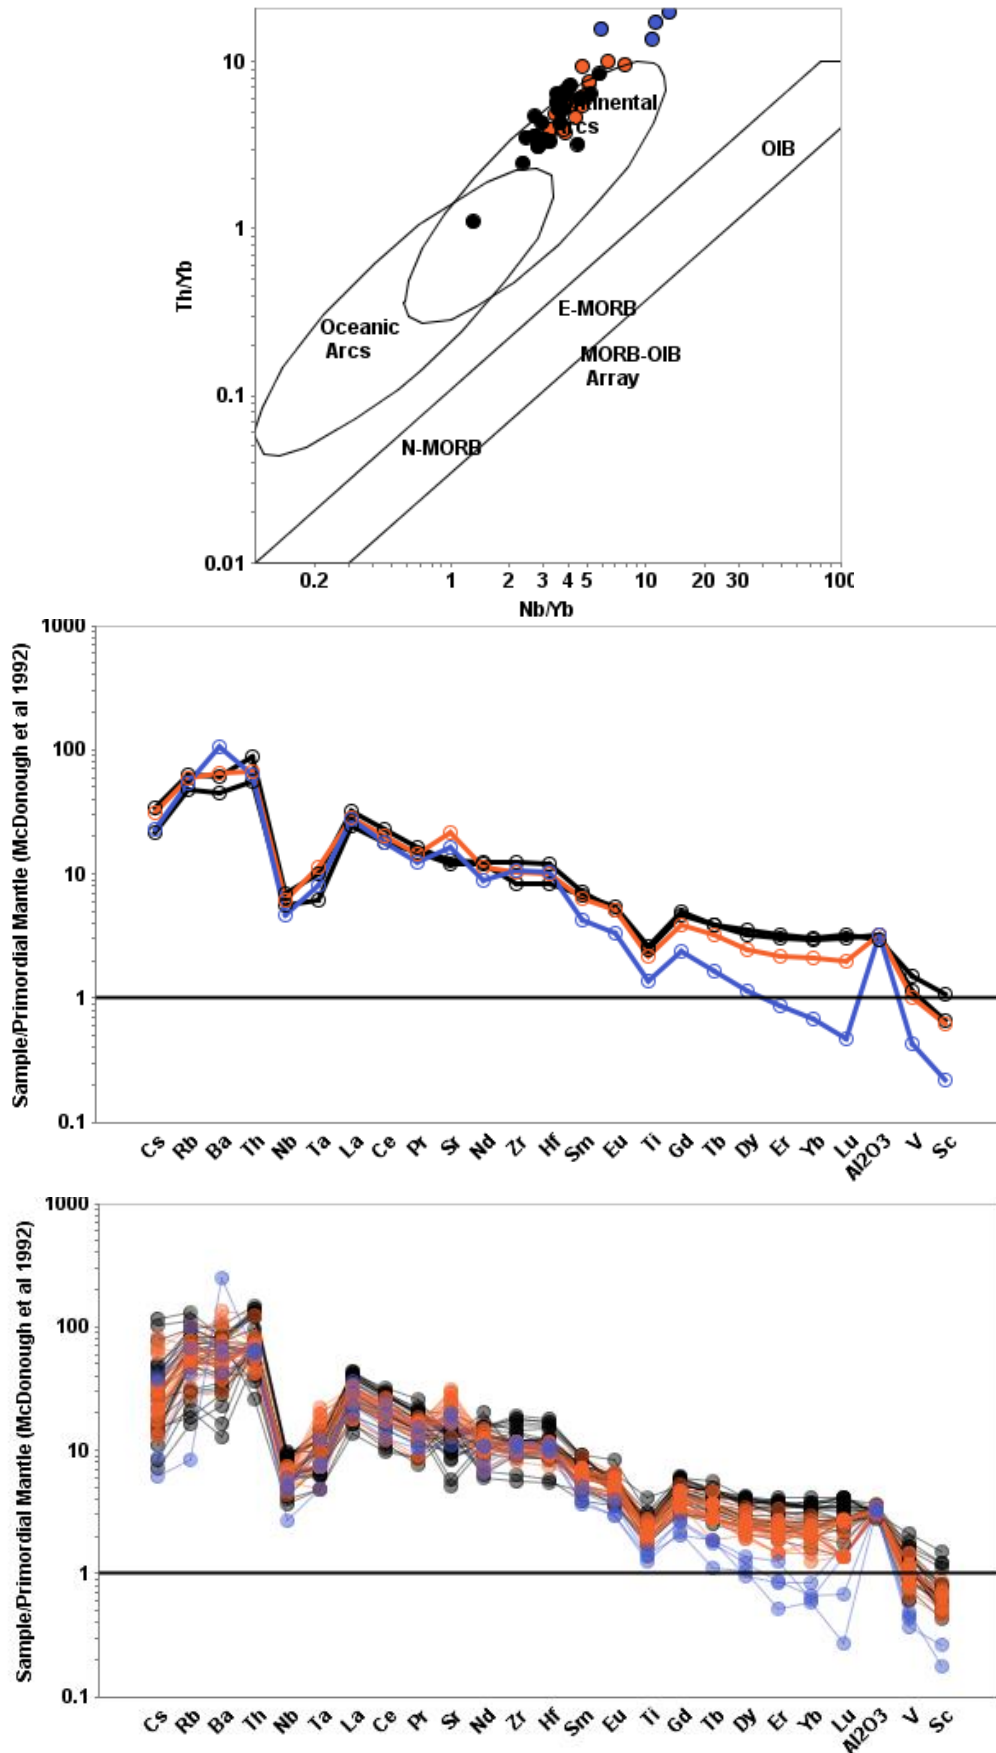 10
1
0.1
0.01
Th/Yb
Oceanic
Arcs
OIB
E-MORB
MORB-OIB
Array
N-MORB
0.2
1
2
3
4
5
10
20
30
Nb/Yb
1000
100
10
1
0.1
Sample/Primordial Mantle (McDonough et al 1992)
Cs
Rb
Ba
Th
Nb
Ta
La
Ce
Pr
Sr
Nd
Zr
Hf
Sm
Eu
Ti
Gd
Tb
Dy
Er
Yb
Lu
Al2O3
V
Sc
1000
100
10
1
0.1
Sample/Primordial Mantle (McDonough et al 1992)
Cs
Rb
Ba
Th
Nb
Ta
La
Ce
Pr
Sr
Nd
Zr
Hf
Sm
Eu
Ti
Gd
Tb
Dy
Er
Yb
Lu
Al2O3
V
Sc